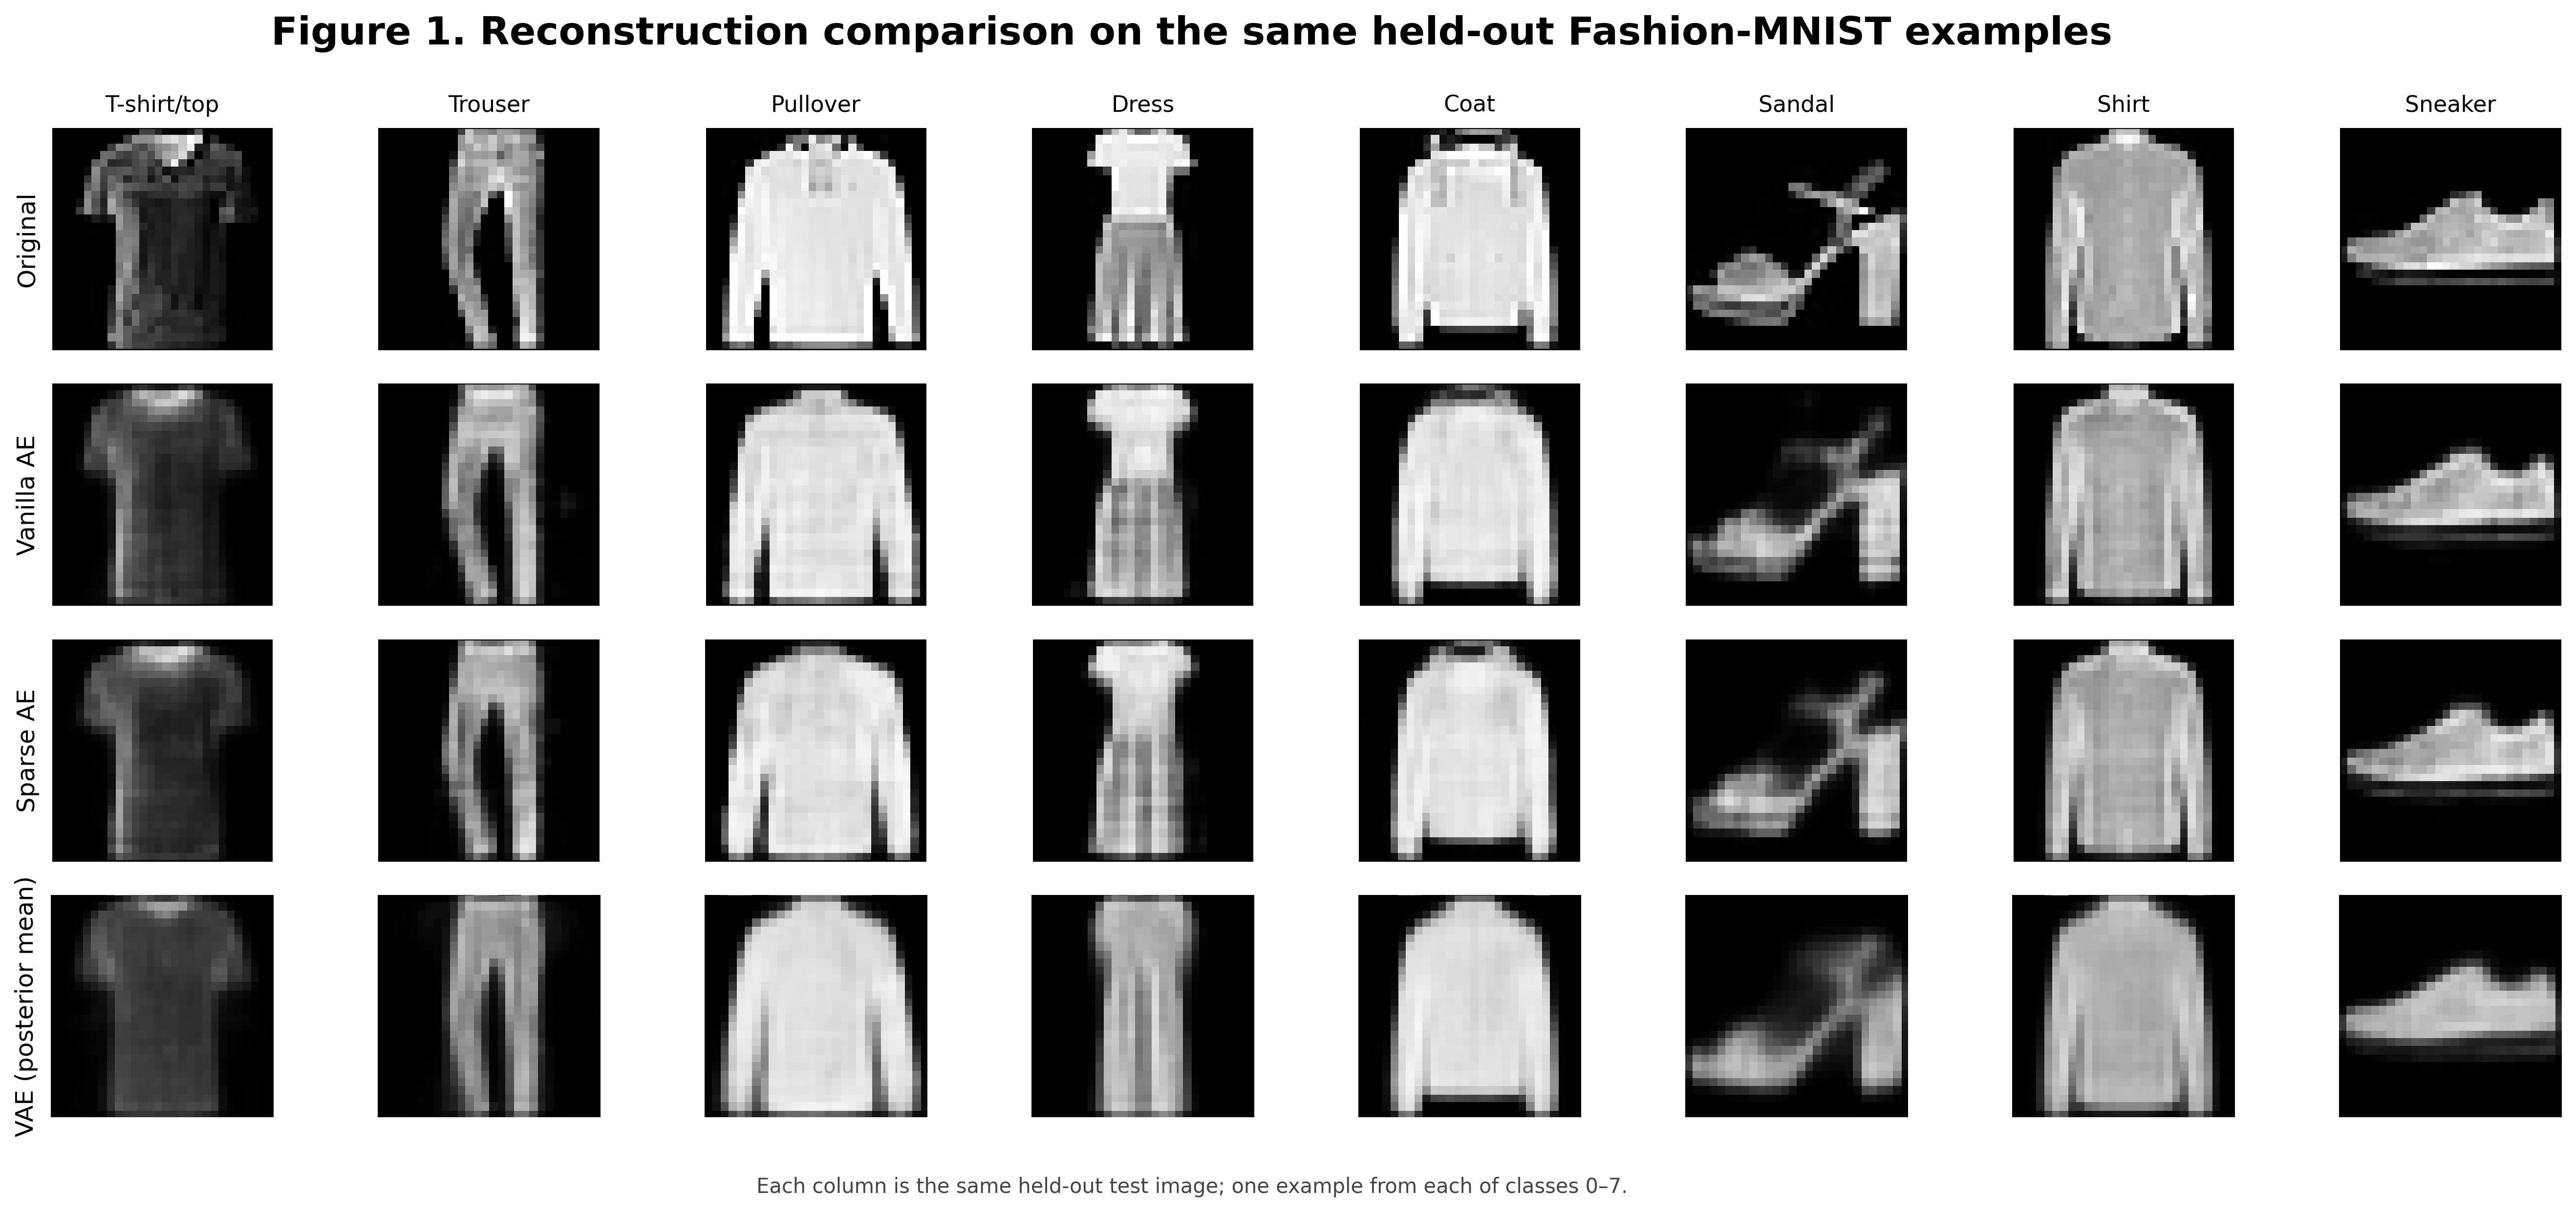 Figure 1. Reconstruction comparison on the same held-out Fashion-MNIST examples
T-shirt/top
Trouser
Pullover
Dress
Coat
Sandal
Shirt
Sneaker
Original
Vanilla AE
Sparse AE
VAE (posterior mean)
Each column is the same held-out test image; one example from each of classes 0–7.